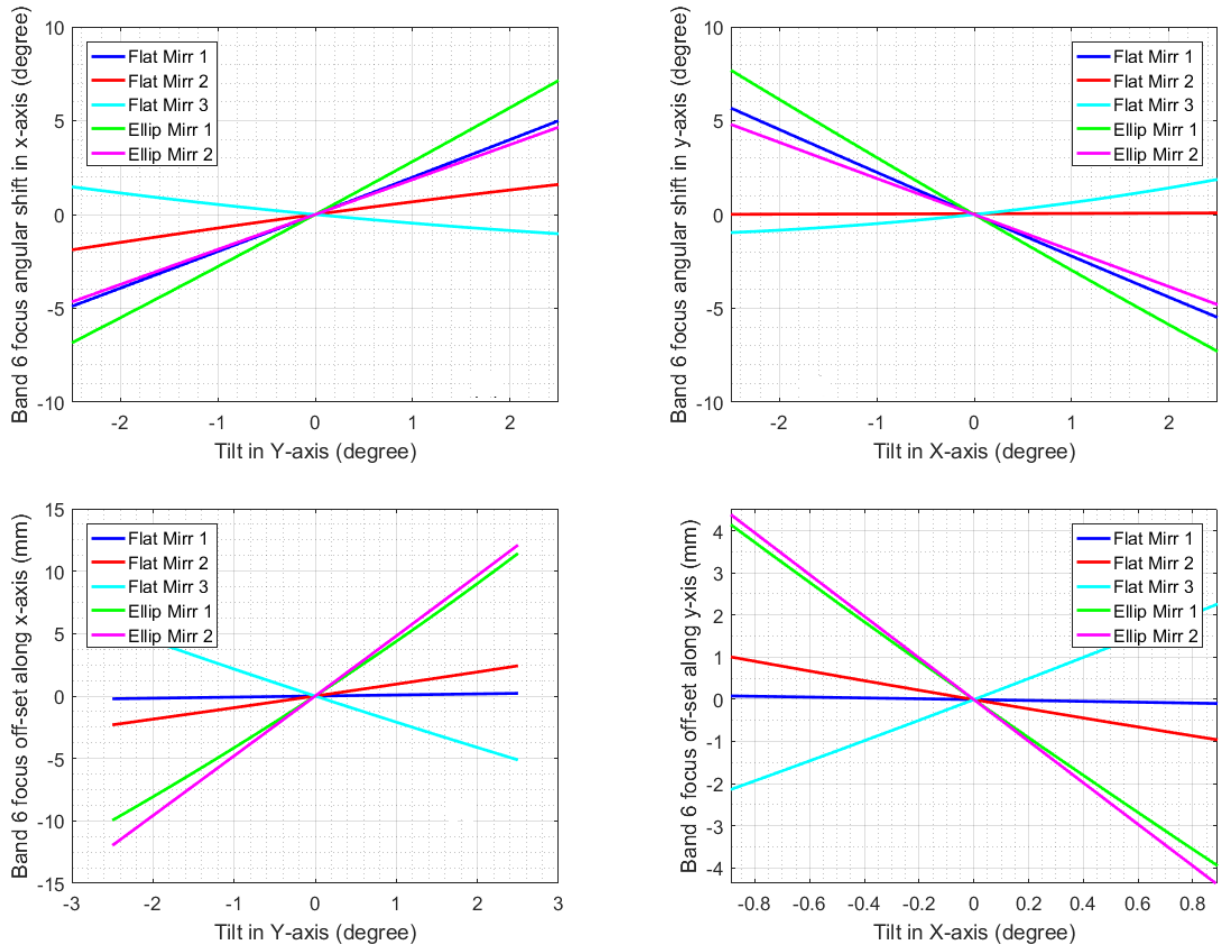 Band 6 focus angular shift in x-axis (degree)
10
5
0
-5
-10
Flat Mirr 1
Flat Mirr 2
Flat Mirr 3
Ellip Mirr 1
Ellip Mirr 2
-2 -1 0 1 2
Tilt in Y-axis (degree)
Band 6 focus angular shift in y-axis (degree)
10
5
0
-5
-10
Flat Mirr 1
Flat Mirr 2
Flat Mirr 3
Ellip Mirr 1
Ellip Mirr 2
-2 -1 0 1 2
Tilt in X-axis (degree)
Band 6 focus off-set along x-axis (mm)
15
10
5
0
-5
-10
-15
Flat Mirr 1
Flat Mirr 2
Flat Mirr 3
Ellip Mirr 1
Ellip Mirr 2
-3 -2 -1 0 1 2 3
Tilt in Y-axis (degree)
Band 6 focus off-set along y-xis (mm)
4
3
2
1
0
-1
-2
-3
-4
Flat Mirr 1
Flat Mirr 2
Flat Mirr 3
Ellip Mirr 1
Ellip Mirr 2
-0.8 -0.6 -0.4 -0.2 0 0.2 0.4 0.6 0.8
Tilt in X-axis (degree)